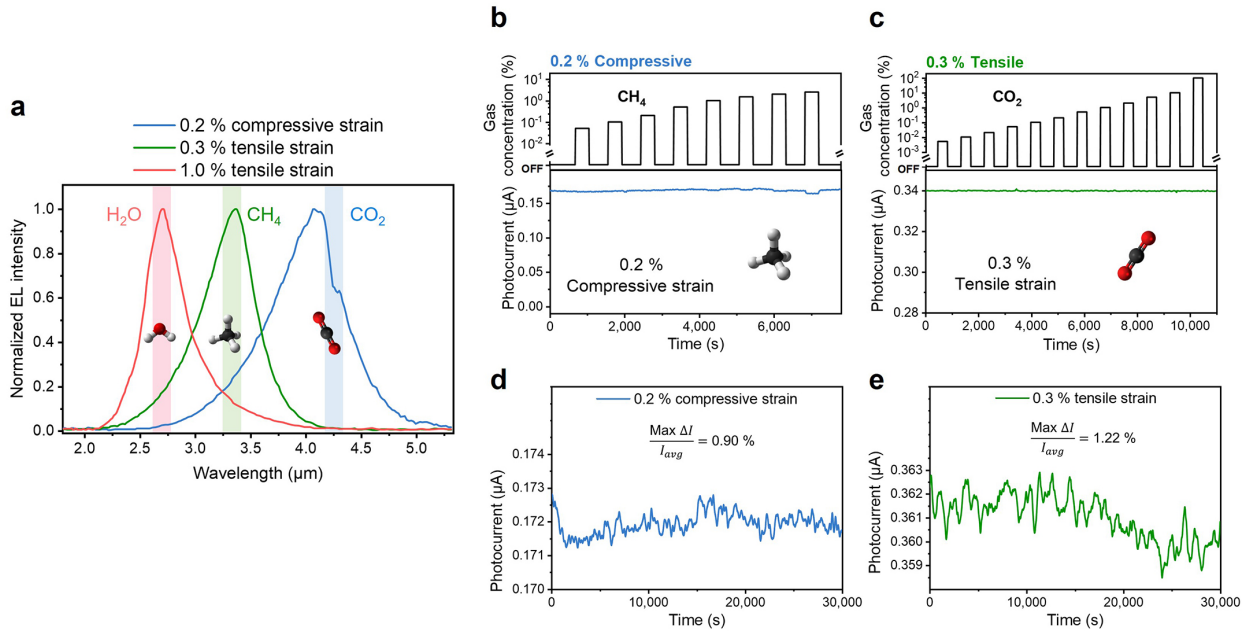 a
0.2 % compressive strain
0.3 % tensile strain
1.0 % tensile strain
H2O
CH4
CO2
Normalized EL intensity
1.0
0.8
0.6
0.4
0.2
0.0
2.0 2.5 3.0 3.5 4.0 4.5 5.0
Wavelength (μm)
b
0.2 % Compressive
Gas concentration (%)
10^1
10^0
10^-1
10^-2
OFF
CH4
Photocurrent (μA)
0.15
0.10
0.05
0.00
0.2 %
Compressive strain
0 2,000 4,000 6,000
Time (s)
c
0.3 % Tensile
Gas concentration (%)
10^2
10^1
10^0
10^-1
10^-2
10^-3
OFF
CO2
Photocurrent (μA)
0.34
0.32
0.30
0.28
0.3 %
Tensile strain
0 2,000 4,000 6,000 8,000 10,000
Time (s)
d
0.2 % compressive strain
Max ΔI / I_avg = 0.90 %
Photocurrent (μA)
0.174
0.173
0.172
0.171
0.170
0 10,000 20,000 30,000
Time (s)
e
0.3 % tensile strain
Max ΔI / I_avg = 1.22 %
Photocurrent (μA)
0.363
0.362
0.361
0.360
0.359
0 10,000 20,000 30,000
Time (s)